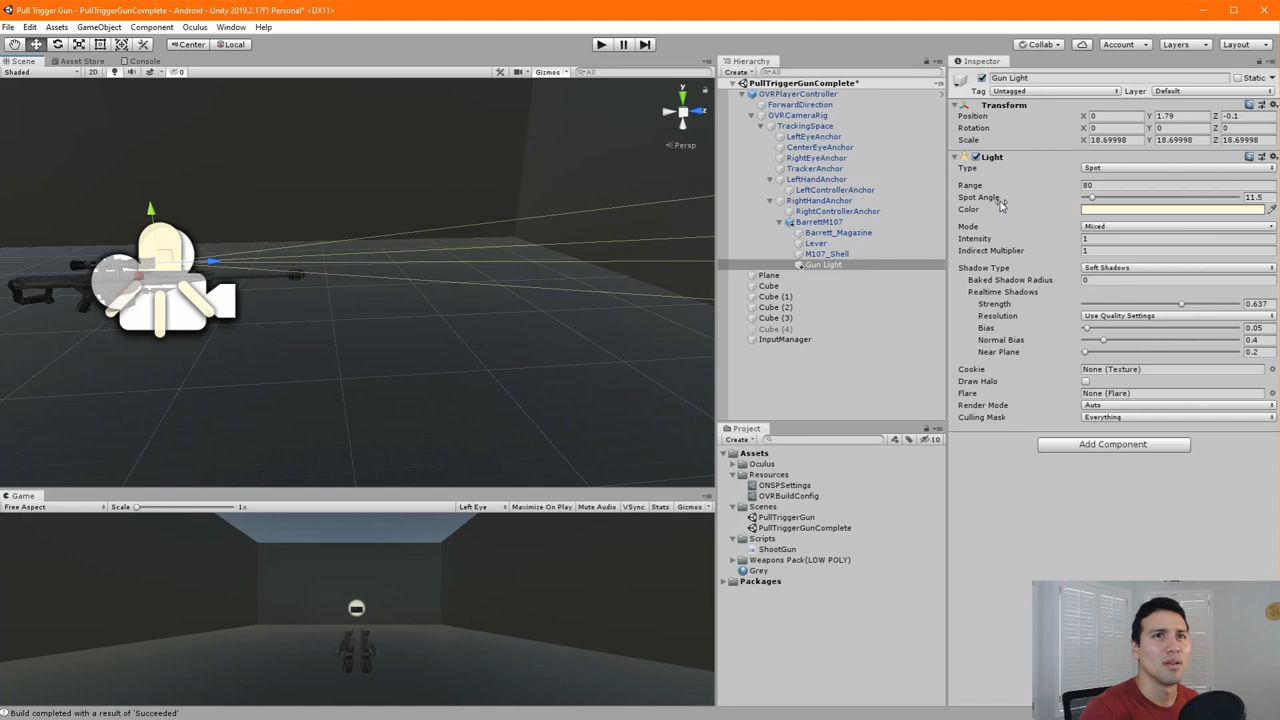 Pull Trigger Gun - PullTriggerGunComplete - Android - Unity 2019.2.17f1 Personal* <DX11>
File Edit Assets GameObject Component Oculus Window Help
Center Local Collab Account Layers Layout
Scene Asset Store Console
Shaded 2D 0 Gizmos All
y
z
Persp
Hierarchy
Create All
PullTriggerGunComplete*
OVRPlayerController
ForwardDirection
OVRCameraRig
TrackingSpace
LeftEyeAnchor
CenterEyeAnchor
RightEyeAnchor
TrackerAnchor
LeftHandAnchor
LeftControllerAnchor
RightHandAnchor
RightControllerAnchor
BarrettM107
Barrett_Magazine
Lever
M107_Shell
Gun Light
Plane
Cube
Cube (1)
Cube (2)
Cube (3)
Cube (4)
InputManager
Project
Create 10
Assets
Oculus
Resources
ONSPSettings
OVRBuildConfig
Scenes
PullTriggerGun
PullTriggerGunComplete
Scripts
ShootGun
Weapons Pack(LOW POLY)
Grey
Packages
Inspector
Gun Light Static
Tag Untagged Layer Default
Transform
Position X 0 Y 1.79 Z -0.1
Rotation X 0 Y 0 Z 0
Scale X 18.69998 Y 18.69998 Z 18.69998
Light
Type Spot
Range 80
Spot Angle 11.5
Color
Mode Mixed
Intensity 1
Indirect Multiplier 1
Shadow Type Soft Shadows
Baked Shadow Radius 0
Realtime Shadows
Strength 0.637
Resolution Use Quality Settings
Bias 0.05
Normal Bias 0.4
Near Plane 0.2
Cookie None (Texture)
Draw Halo
Flare None (Flare)
Render Mode Auto
Culling Mask Everything
Add Component
Game
Free Aspect Scale 1x Left Eye Maximize On Play Mute Audio VSync Stats Gizmos
Build completed with a result of 'Succeeded'